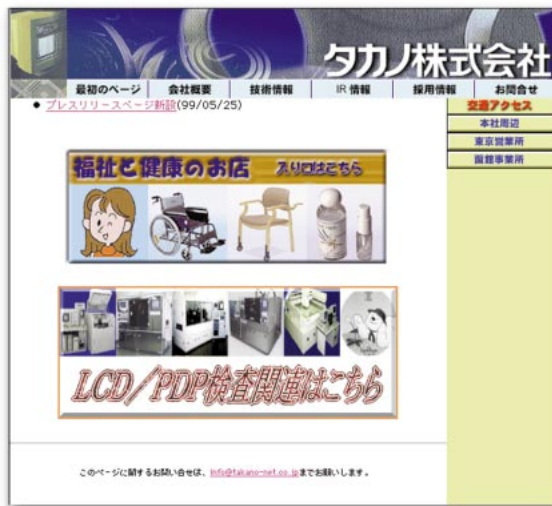 タカノ株式会社
最初のページ 会社概要 技術情報 IR 情報 採用情報 お問合せ
● プレスリリースページ新設(99/05/25)
交通アクセス
本社周辺
東京営業所
函館事業所
福祉と健康のお店 入り口はこちら
LCD／PDP検査関連はこちら
このページに関するお問い合せは、info@takano-net.co.jpまでお願いします。